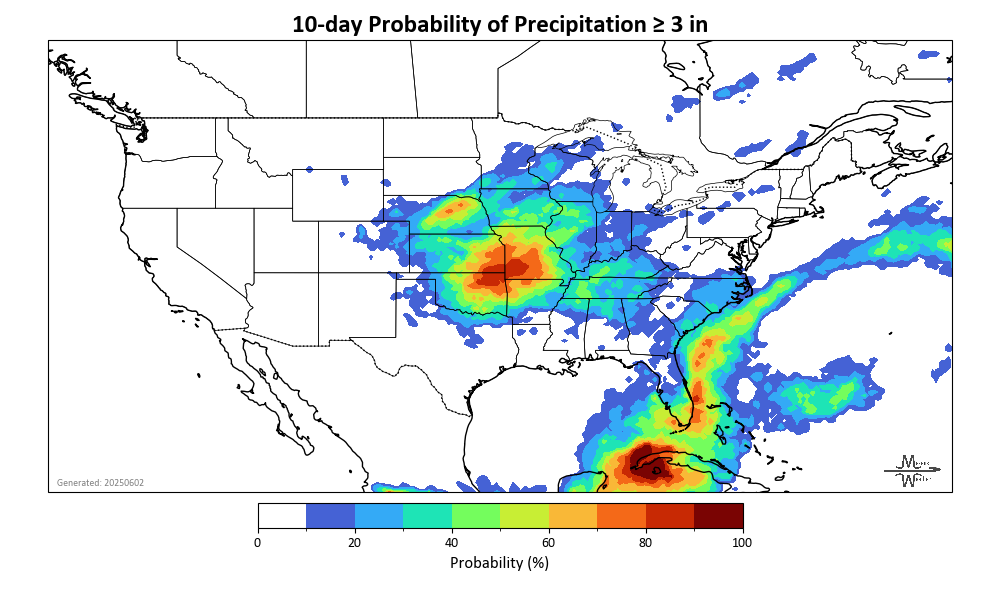 10-day Probability of Precipitation ≥ 3 in
Generated: 20250602
0 20 40 60 80 100
Probability (%)